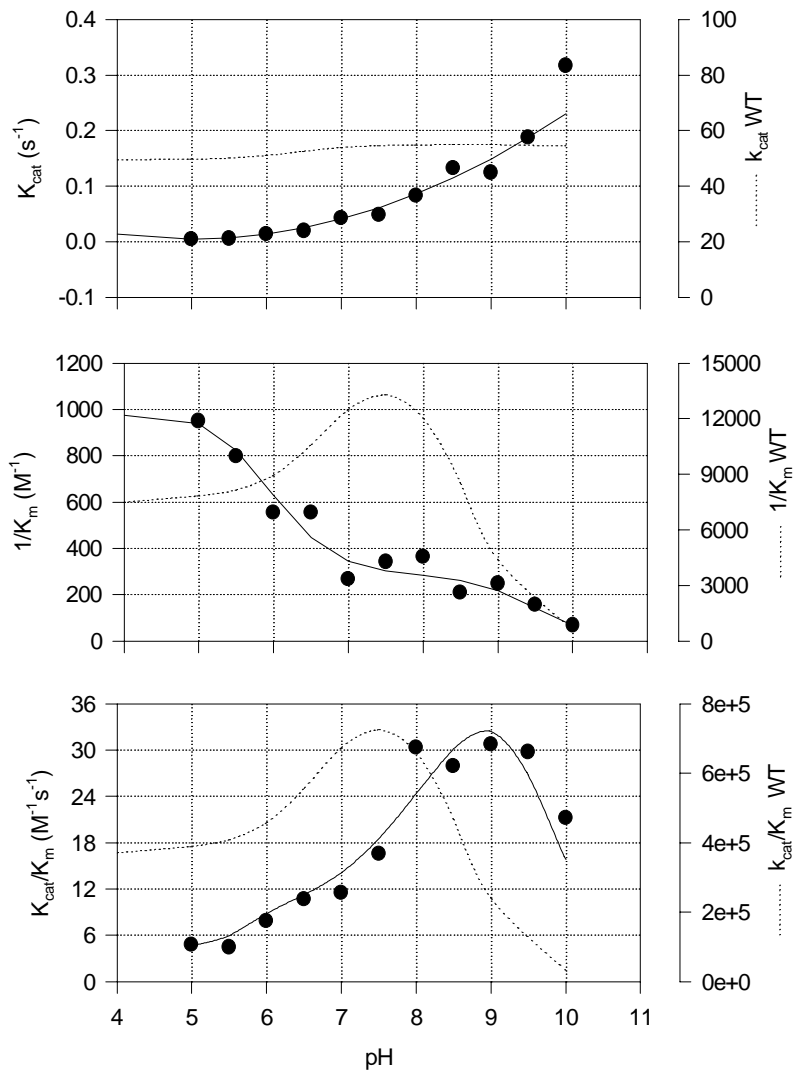 0.4
0.3
0.2
0.1
0.0
-0.1
K_cat (s^-1)
100
80
60
40
20
0
k_cat WT
1200
1000
800
600
400
200
0
1/K_m (M^-1)
15000
12000
9000
6000
3000
0
1/K_m WT
36
30
24
18
12
6
0
K_cat/K_m (M^-1s^-1)
8e+5
6e+5
4e+5
2e+5
0e+0
k_cat/K_m WT
4 5 6 7 8 9 10 11
pH